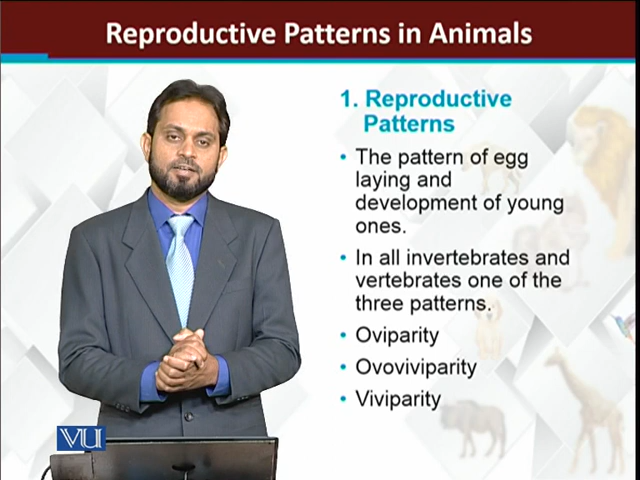 Reproductive Patterns in Animals
1. Reproductive
Patterns
• The pattern of egg
laying and
development of young
ones.
• In all invertebrates and
vertebrates one of the
three patterns.
• Oviparity
• Ovoviviparity
• Viviparity
VU